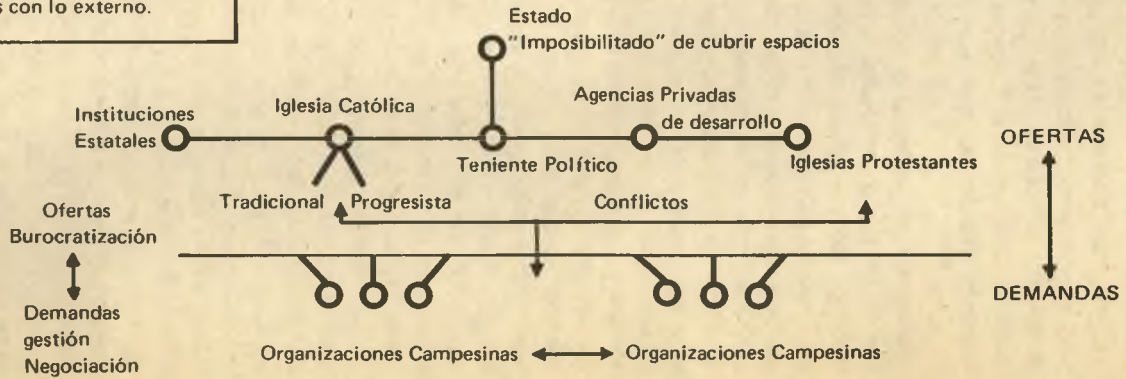 s con lo externo.
Estado
"Imposibilitado" de cubrir espacios
Instituciones
Estatales
Iglesia Católica
Teniente Político
Agencias Privadas
de desarrollo
Iglesias Protestantes
OFERTAS
Tradicional Progresista
Conflictos
Ofertas
Burocratización
Demandas
gestión
Negociación
DEMANDAS
Organizaciones Campesinas
Organizaciones Campesinas